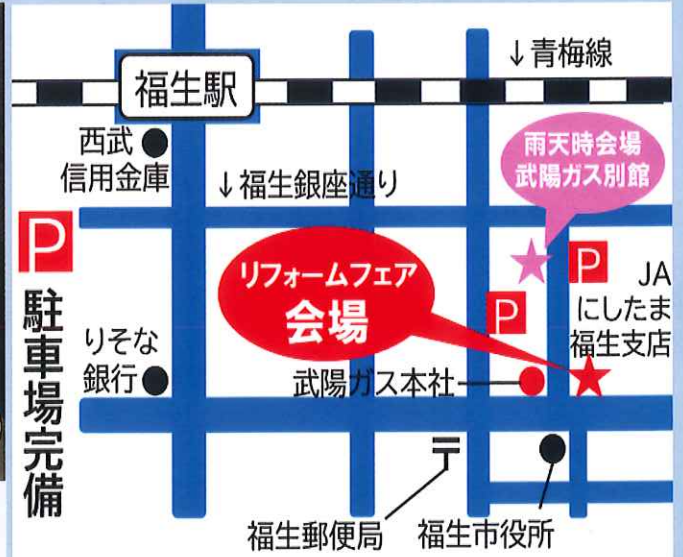 ↓青梅線
福生駅
西武
信用金庫
雨天時会場
武陽ガス別館
↓福生銀座通り
P
P
P
リフォームフェア
会場
JA
にしたま
福生支店
駐車場完備
りそな
銀行
武陽ガス本社
〒
福生郵便局
福生市役所